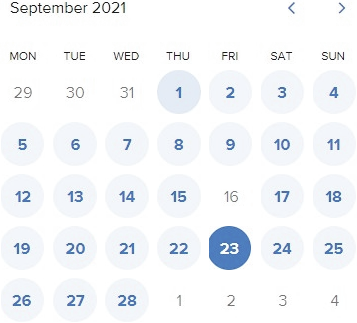 September 2021
MON TUE WED THU FRI SAT SUN
29 30 31 1 2 3 4
5 6 7 8 9 10 11
12 13 14 15 16 17 18
19 20 21 22 23 24 25
26 27 28 1 2 3 4